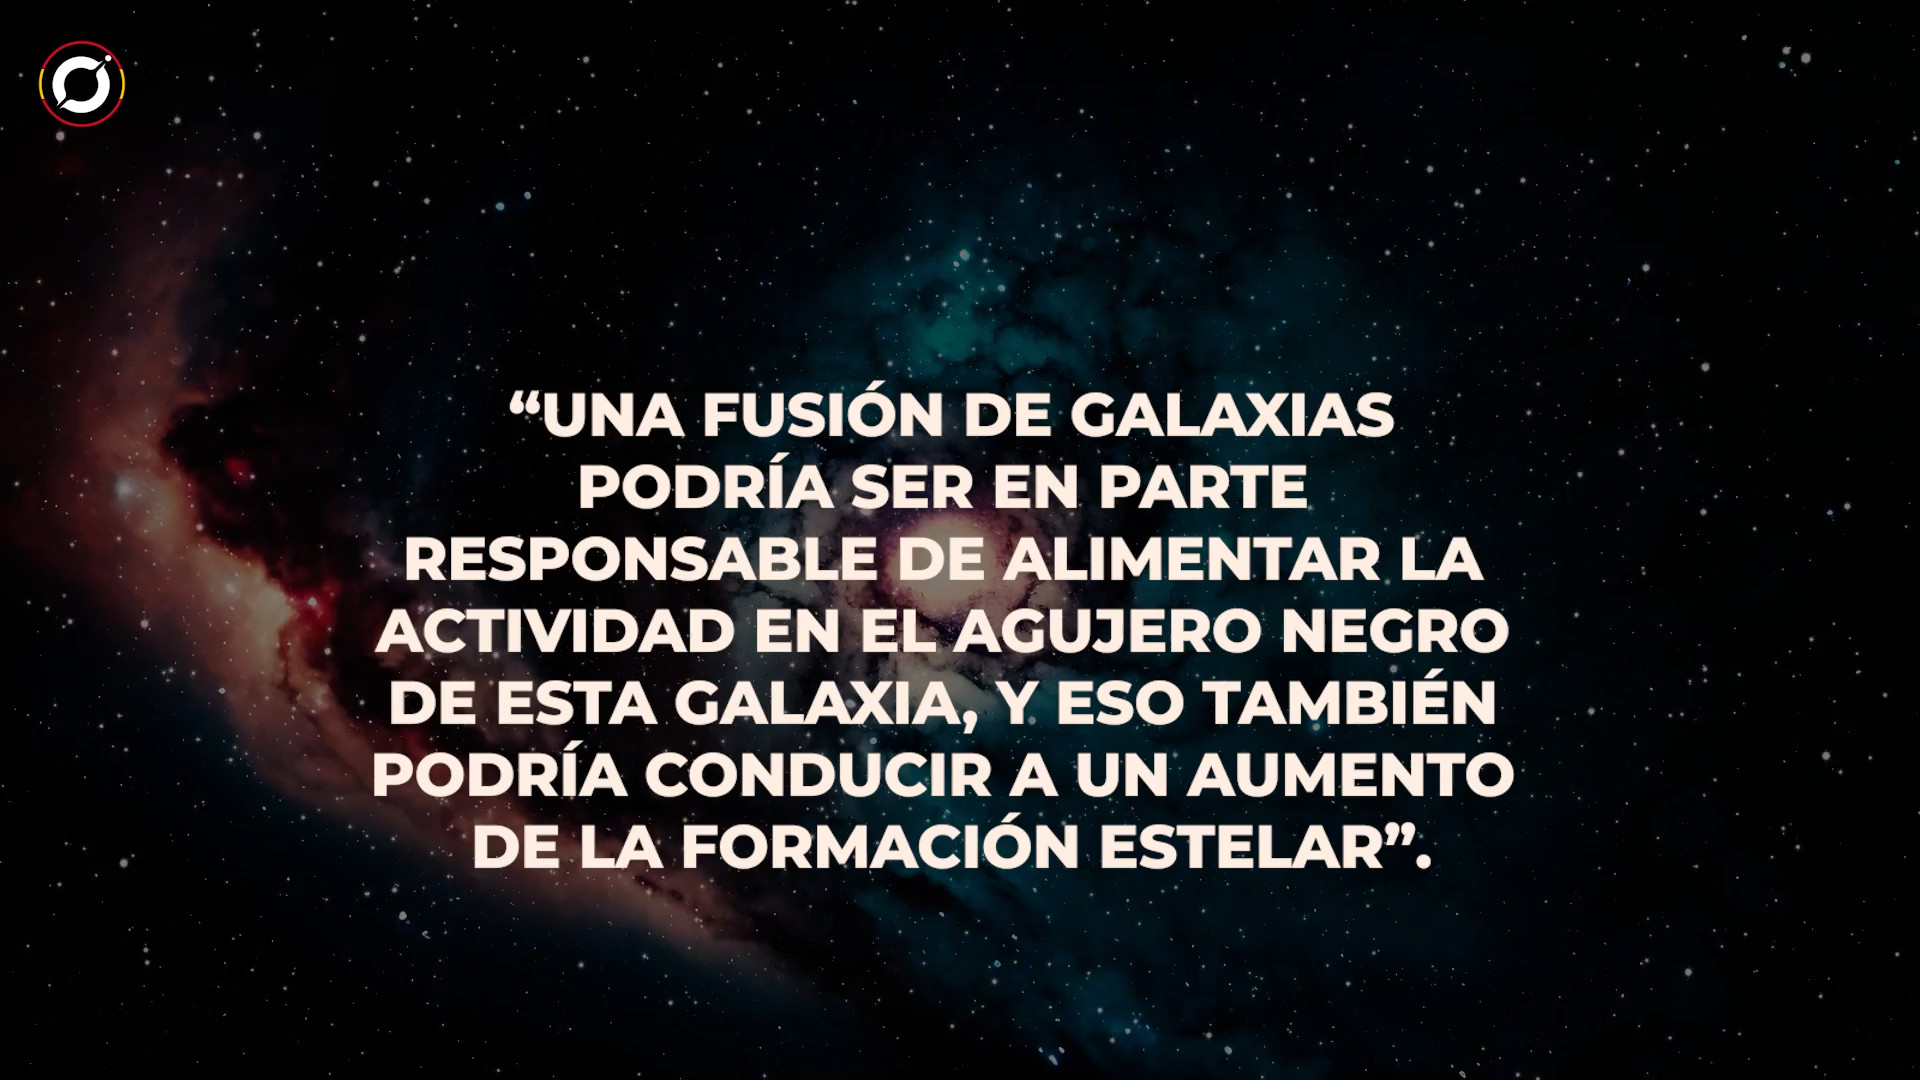 “UNA FUSIÓN DE GALAXIAS
PODRÍA SER EN PARTE
RESPONSABLE DE ALIMENTAR LA
ACTIVIDAD EN EL AGUJERO NEGRO
DE ESTA GALAXIA, Y ESO TAMBIÉN
PODRÍA CONDUCIR A UN AUMENTO
DE LA FORMACIÓN ESTELAR”.